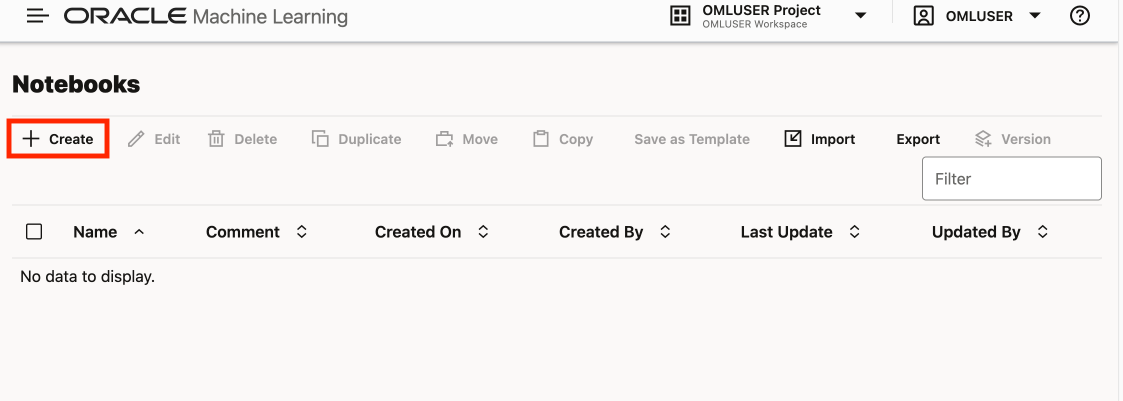 ORACLE Machine Learning OMLUSER Project OMLUSER
OMLUSER Workspace
Notebooks
Create Edit Delete Duplicate Move Copy Save as Template Import Export Version
Filter
Name Comment Created On Created By Last Update Updated By
No data to display.